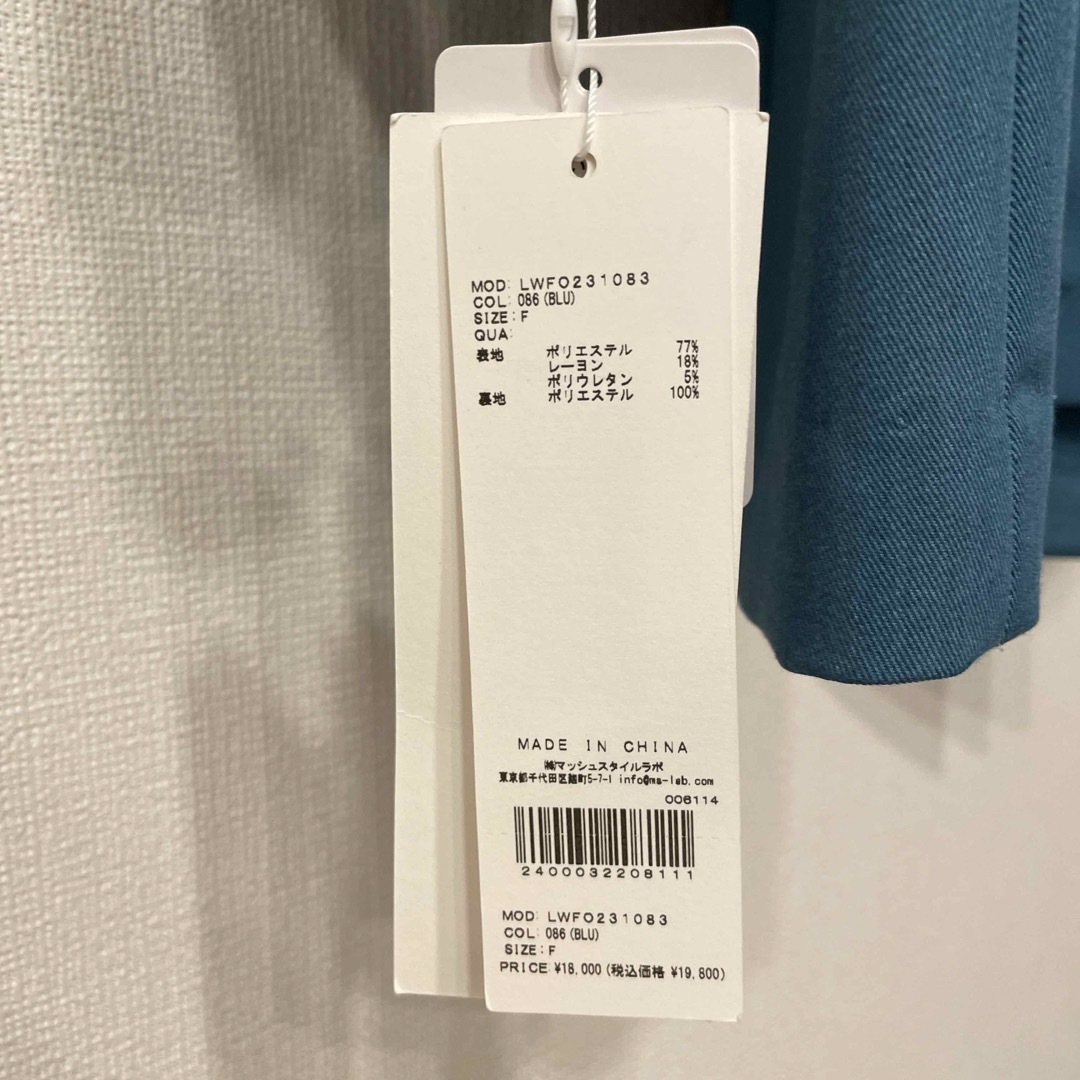 MOD: LWFO231083
COL: 086 (BLU)
SIZE: F
QUA:
表地 ポリエステル 77%
レーヨン 18%
ポリウレタン 5%
裏地 ポリエステル 100%
MADE IN CHINA
㈱マッシュスタイルラボ
東京都千代田区麹町5-7-1 info@ms-lab.com
006114
2400032208111
MOD: LWFO231083
COL: 086 (BLU)
SIZE: F
PRICE: ¥18,000 (税込価格 ¥19,800)